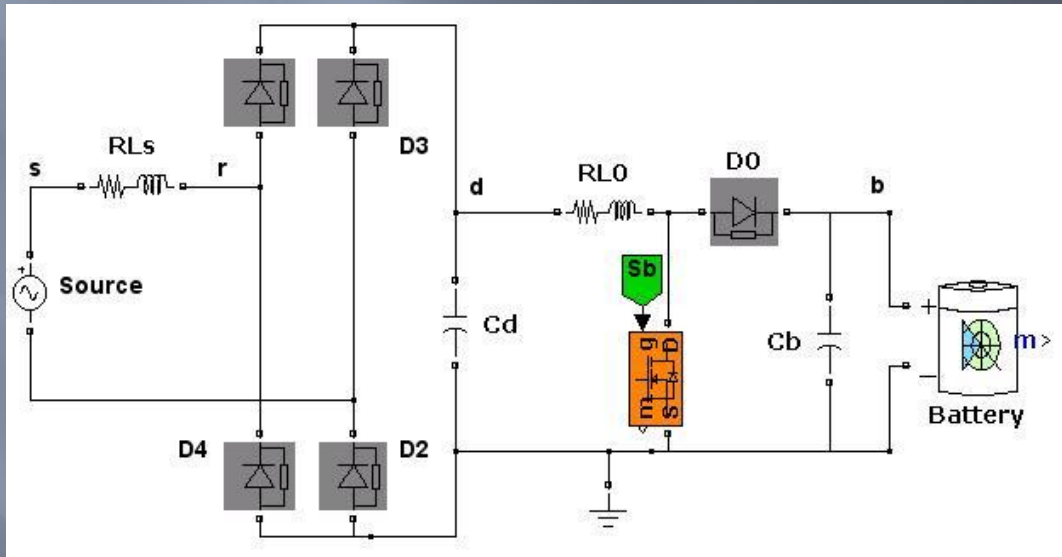 D3
RLs
s
r
Source
D4
D2
d
RL0
D0
b
Sb
g
D
m
S
Cd
Cb
+
−
m >
Battery
+